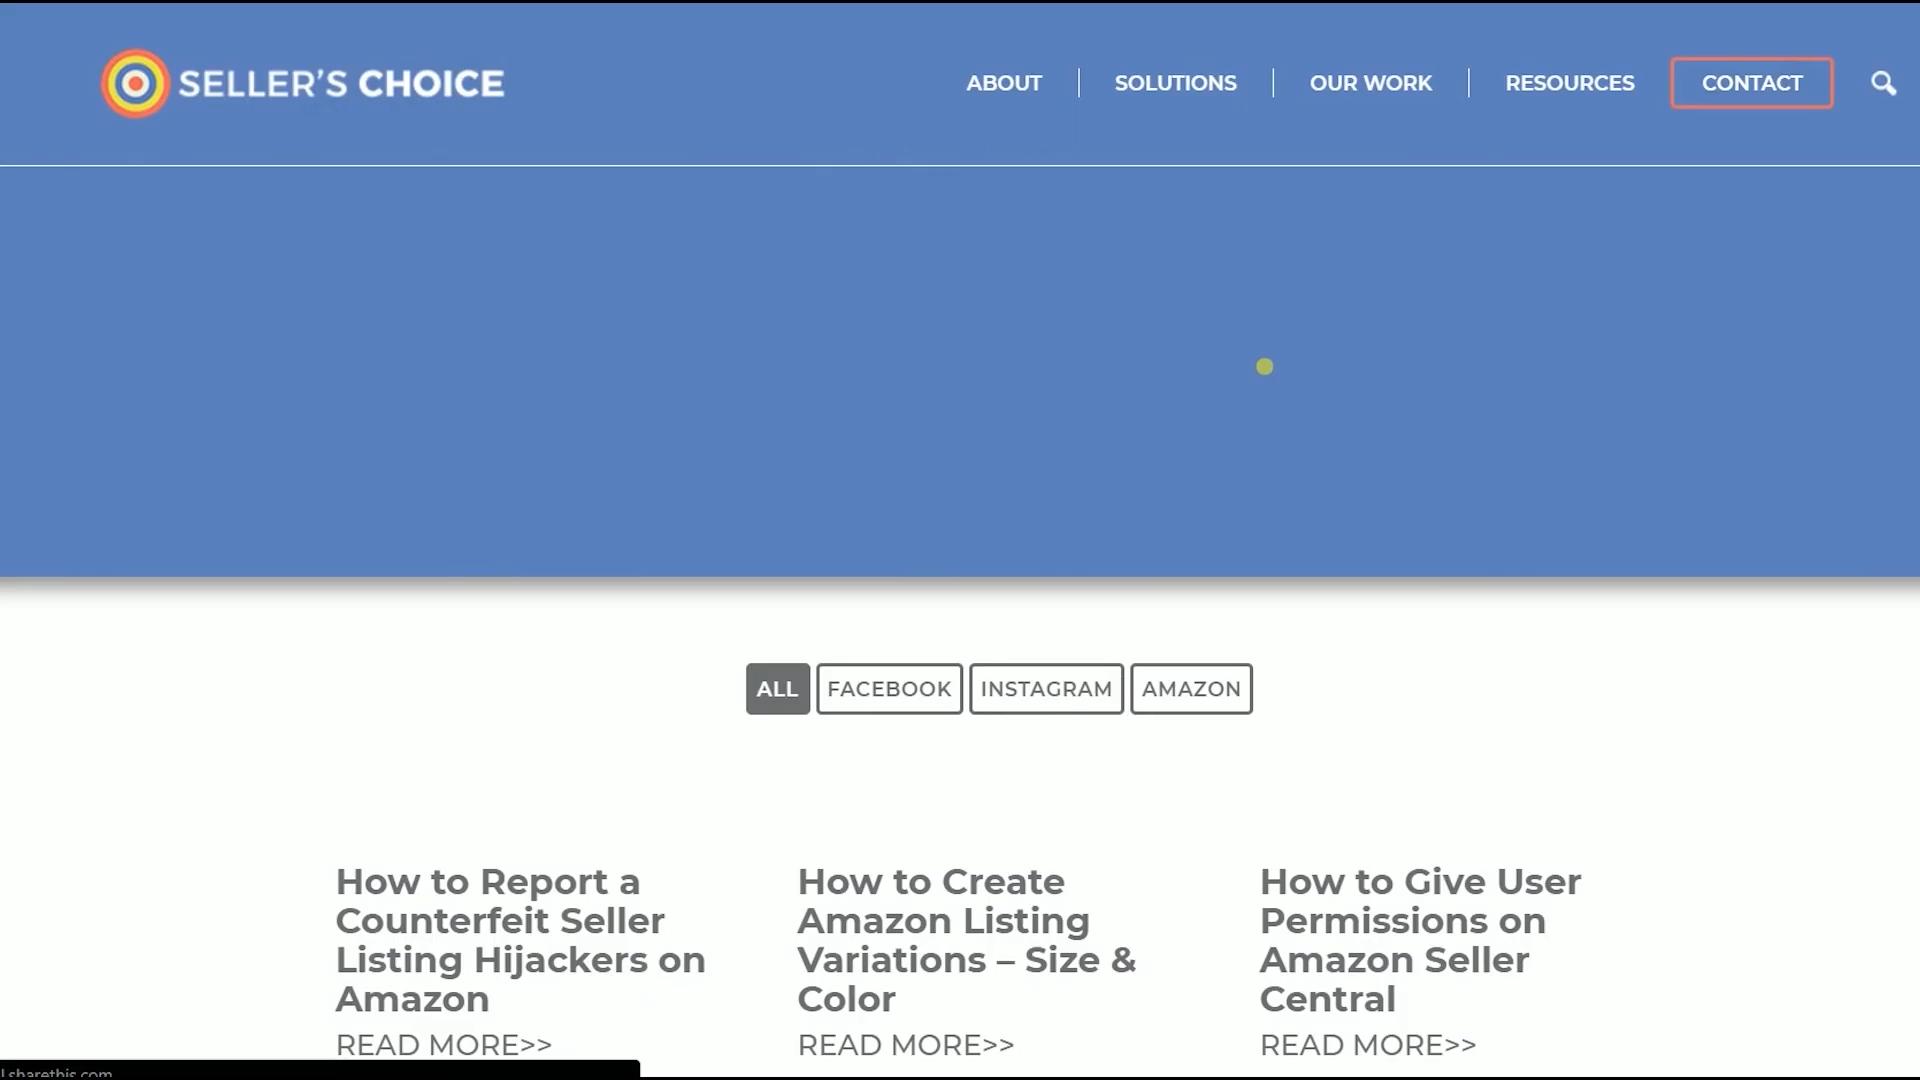 SELLER'S CHOICE
ABOUT
SOLUTIONS
OUR WORK
RESOURCES
CONTACT
ALL
FACEBOOK
INSTAGRAM
AMAZON
How to Report a
Counterfeit Seller
Listing Hijackers on
Amazon
READ MORE>>
How to Create
Amazon Listing
Variations – Size &
Color
READ MORE>>
How to Give User
Permissions on
Amazon Seller
Central
READ MORE>>
l.sharethis.com